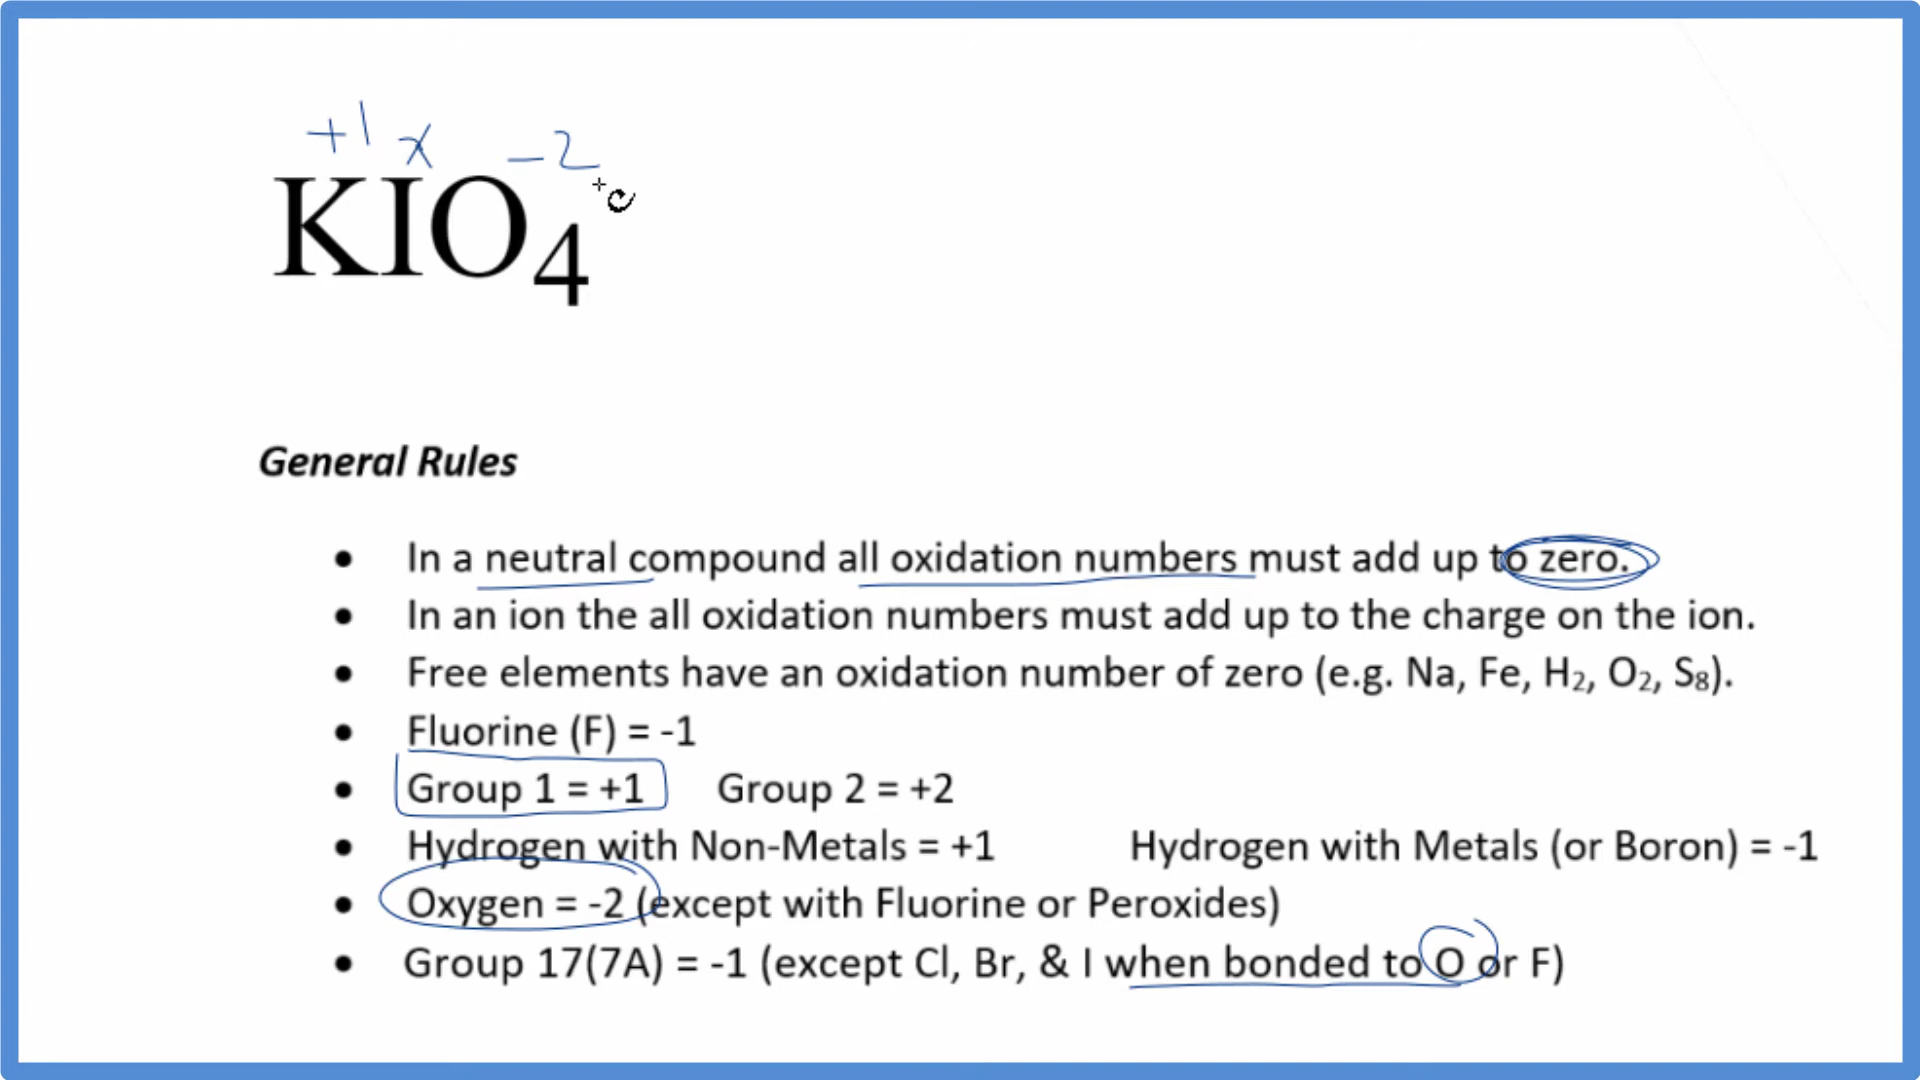 +1 x -2
KIO₄
General Rules
• In a neutral compound all oxidation numbers must add up to zero.
• In an ion the all oxidation numbers must add up to the charge on the ion.
• Free elements have an oxidation number of zero (e.g. Na, Fe, H₂, O₂, S₈).
• Fluorine (F) = -1
• Group 1 = +1 Group 2 = +2
• Hydrogen with Non-Metals = +1 Hydrogen with Metals (or Boron) = -1
• Oxygen = -2 (except with Fluorine or Peroxides)
• Group 17(7A) = -1 (except Cl, Br, & I when bonded to O or F)